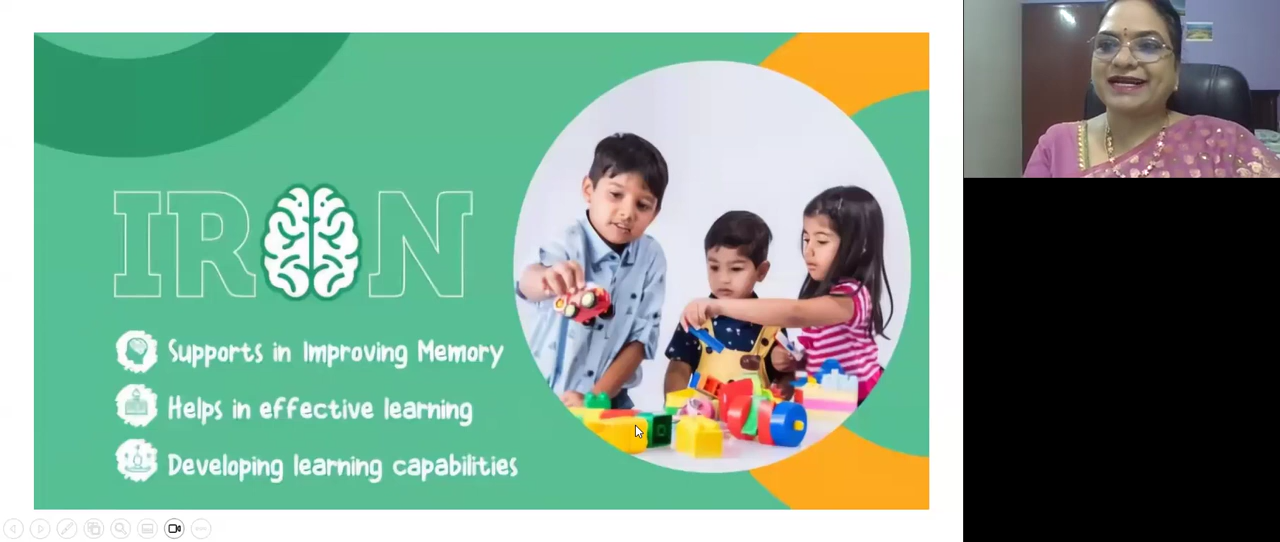 IRON
Supports in Improving Memory
Helps in effective learning
Developing learning capabilities